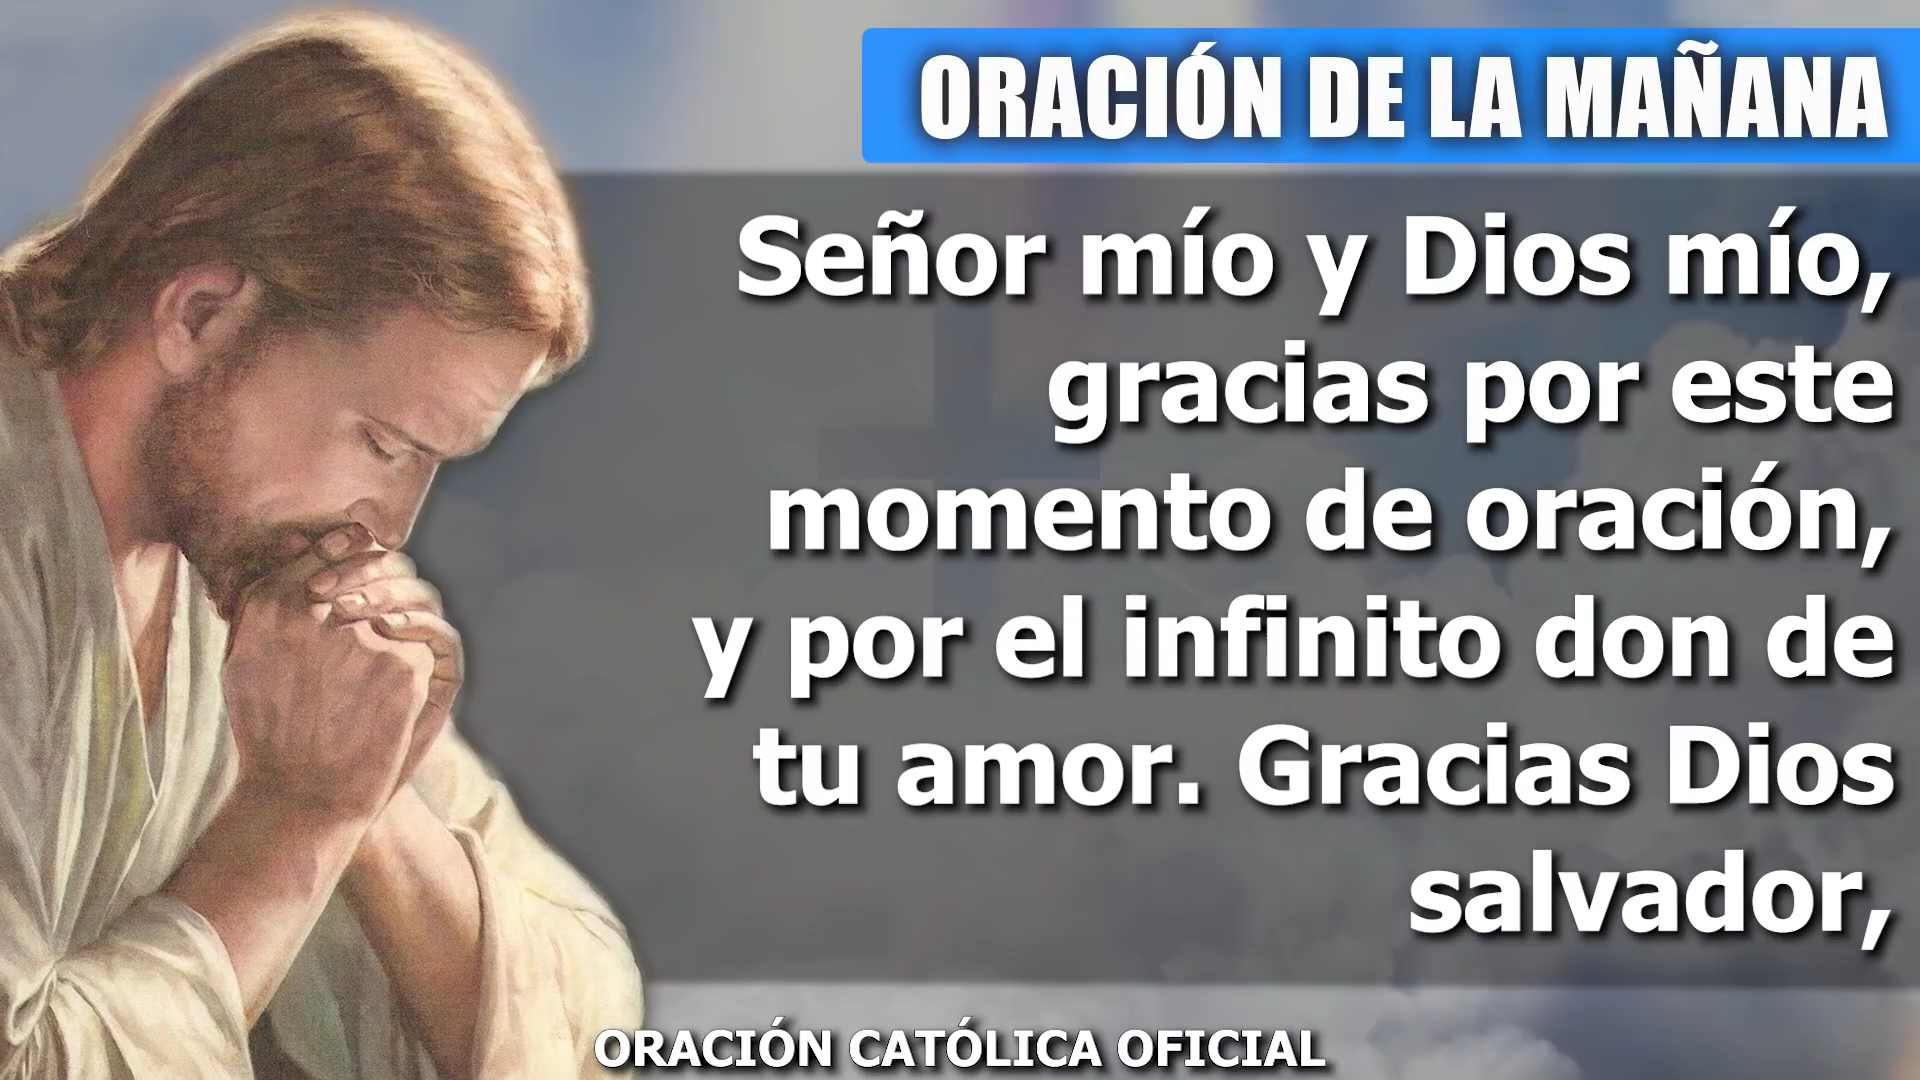 ORACIÓN DE LA MAÑANA
Señor mío y Dios mío,
gracias por este
momento de oración,
y por el infinito don de
tu amor. Gracias Dios
salvador,
ORACIÓN CATÓLICA OFICIAL